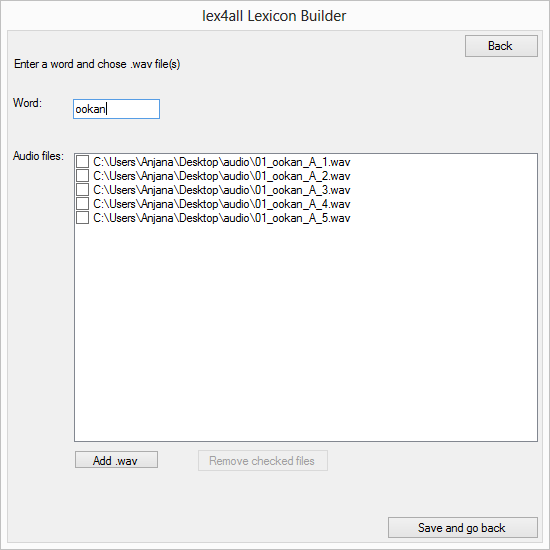 lex4all Lexicon Builder
Back
Enter a word and chose .wav file(s)
Word:
ookan
Audio files:
C:\Users\Anjana\Desktop\audio\01_ookan_A_1.wav
C:\Users\Anjana\Desktop\audio\01_ookan_A_2.wav
C:\Users\Anjana\Desktop\audio\01_ookan_A_3.wav
C:\Users\Anjana\Desktop\audio\01_ookan_A_4.wav
C:\Users\Anjana\Desktop\audio\01_ookan_A_5.wav
Add .wav
Remove checked files
Save and go back